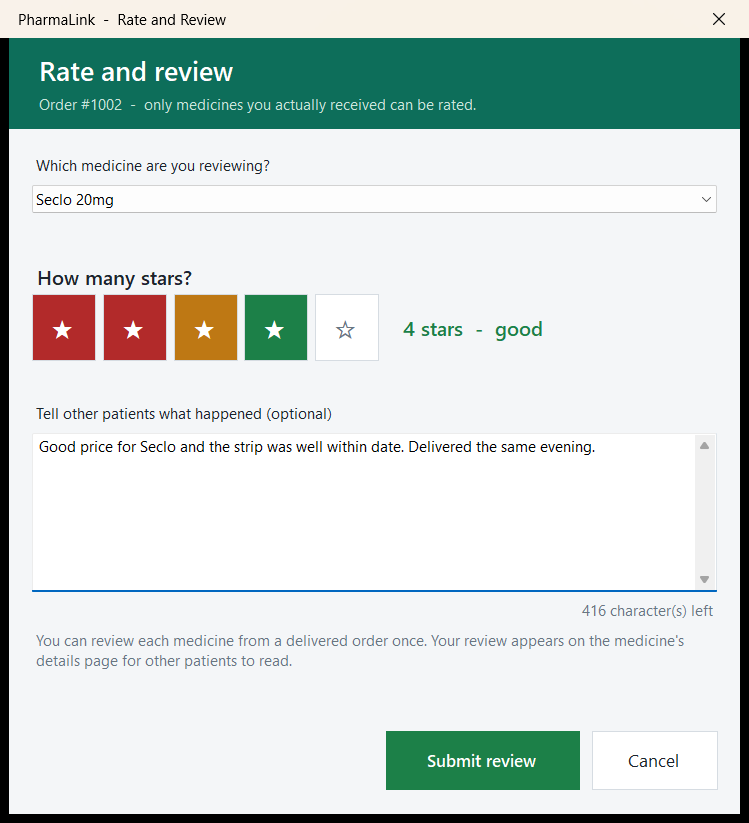 PharmaLink - Rate and Review
Rate and review
Order #1002 - only medicines you actually received can be rated.
Which medicine are you reviewing?
Seclo 20mg
How many stars?
4 stars - good
Tell other patients what happened (optional)
Good price for Seclo and the strip was well within date. Delivered the same evening.
416 character(s) left
You can review each medicine from a delivered order once. Your review appears on the medicine's
details page for other patients to read.
Submit review
Cancel